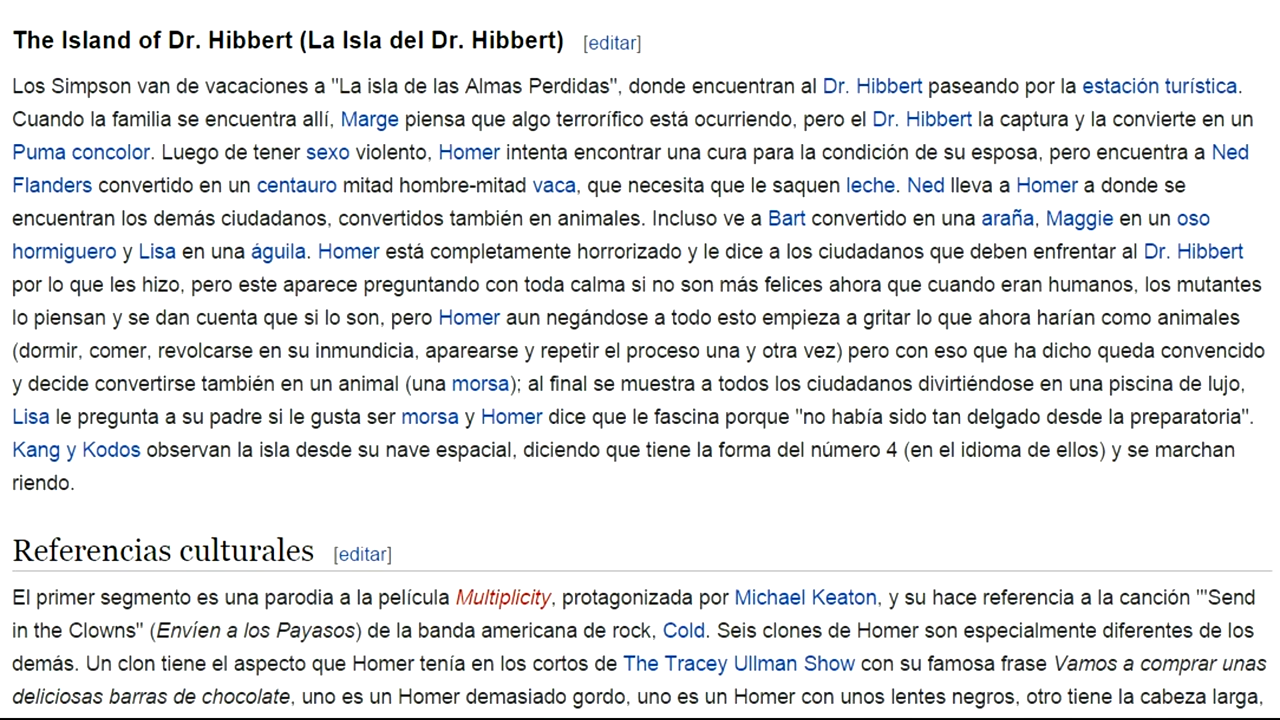 The Island of Dr. Hibbert (La Isla del Dr. Hibbert) [editar]
Los Simpson van de vacaciones a "La isla de las Almas Perdidas", donde encuentran al Dr. Hibbert paseando por la estación turística.
Cuando la familia se encuentra allí, Marge piensa que algo terrorífico está ocurriendo, pero el Dr. Hibbert la captura y la convierte en un
Puma concolor. Luego de tener sexo violento, Homer intenta encontrar una cura para la condición de su esposa, pero encuentra a Ned
Flanders convertido en un centauro mitad hombre-mitad vaca, que necesita que le saquen leche. Ned lleva a Homer a donde se
encuentran los demás ciudadanos, convertidos también en animales. Incluso ve a Bart convertido en una araña, Maggie en un oso
hormiguero y Lisa en una águila. Homer está completamente horrorizado y le dice a los ciudadanos que deben enfrentar al Dr. Hibbert
por lo que les hizo, pero este aparece preguntando con toda calma si no son más felices ahora que cuando eran humanos, los mutantes
lo piensan y se dan cuenta que si lo son, pero Homer aun negándose a todo esto empieza a gritar lo que ahora harían como animales
(dormir, comer, revolcarse en su inmundicia, aparearse y repetir el proceso una y otra vez) pero con eso que ha dicho queda convencido
y decide convertirse también en un animal (una morsa); al final se muestra a todos los ciudadanos divirtiéndose en una piscina de lujo,
Lisa le pregunta a su padre si le gusta ser morsa y Homer dice que le fascina porque "no había sido tan delgado desde la preparatoria".
Kang y Kodos observan la isla desde su nave espacial, diciendo que tiene la forma del número 4 (en el idioma de ellos) y se marchan
riendo.
Referencias culturales [editar]
El primer segmento es una parodia a la película Multiplicity, protagonizada por Michael Keaton, y su hace referencia a la canción '"Send
in the Clowns" (Envíen a los Payasos) de la banda americana de rock, Cold. Seis clones de Homer son especialmente diferentes de los
demás. Un clon tiene el aspecto que Homer tenía en los cortos de The Tracey Ullman Show con su famosa frase Vamos a comprar unas
deliciosas barras de chocolate, uno es un Homer demasiado gordo, uno es un Homer con unos lentes negros, otro tiene la cabeza larga,